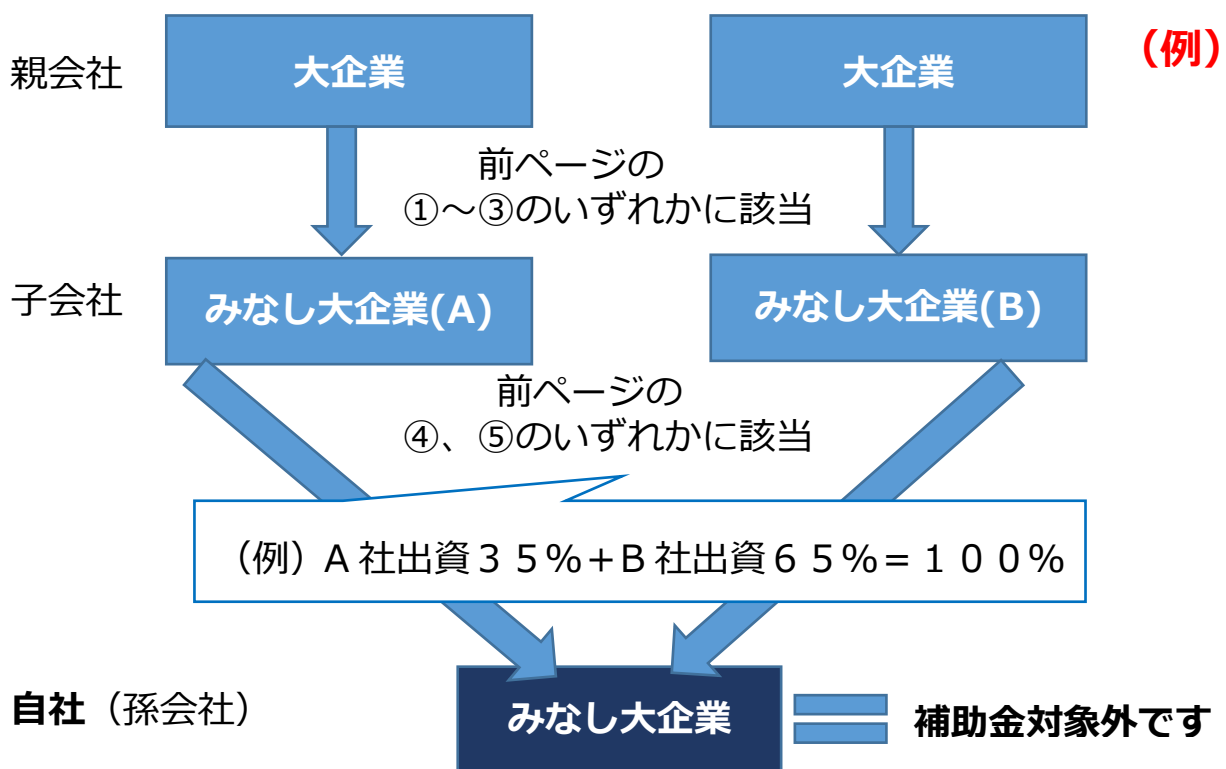 （例）
親会社
大企業
大企業
前ページの
①～③のいずれかに該当
子会社
みなし大企業(A)
みなし大企業(B)
前ページの
④、⑤のいずれかに該当
（例）A社出資３５%＋B社出資６５%＝１００%
自社（孫会社）
みなし大企業
補助金対象外です